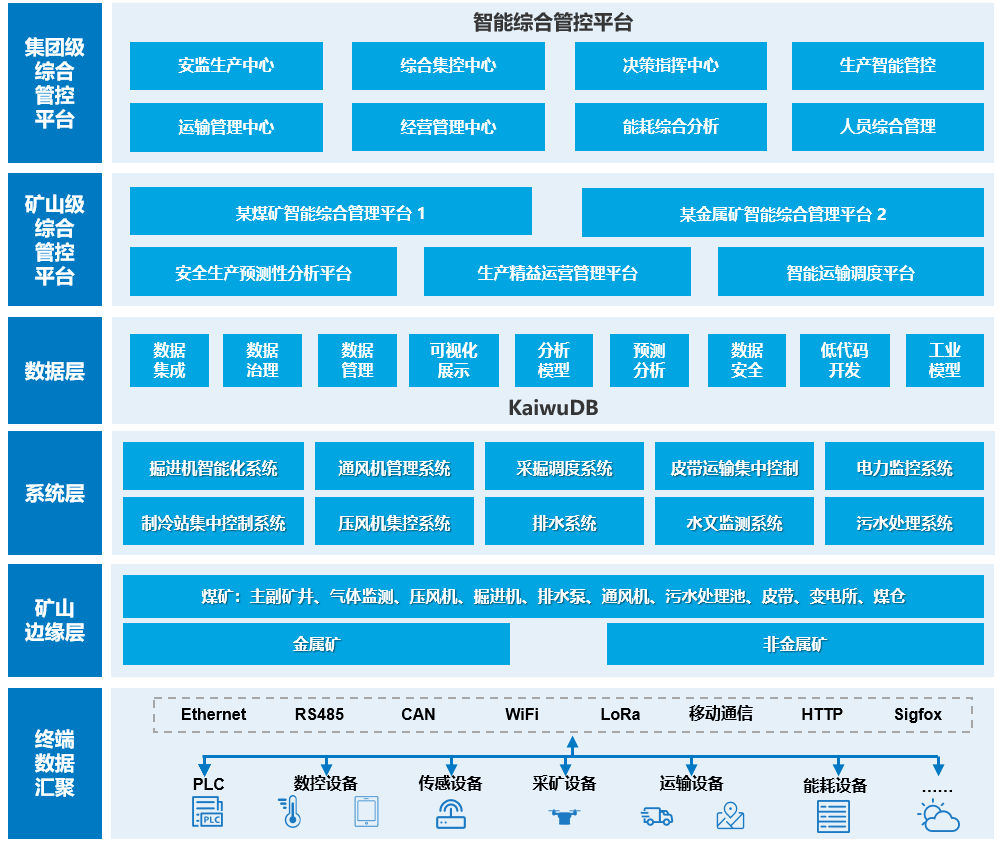 集团级
综合
管控
平台
智能综合管控平台
安监生产中心 综合集控中心 决策指挥中心 生产智能管控
运输管理中心 经营管理中心 能耗综合分析 人员综合管理
矿山级
综合
管控
平台
某煤矿智能综合管理平台 1 某金属矿智能综合管理平台 2
安全生产预测性分析平台 生产精益运营管理平台 智能运输调度平台
数据层
数据
集成
数据
治理
数据
管理
可视化
展示
分析
模型
预测
分析
数据
安全
低代码
开发
工业
模型
KaiwuDB
系统层
掘进机智能化系统 通风机管理系统 采掘调度系统 皮带运输集中控制 电力监控系统
制冷站集中控制系统 压风机集控系统 排水系统 水文监测系统 污水处理系统
矿山
边缘层
煤矿：主副矿井、气体监测、压风机、掘进机、排水泵、通风机、污水处理池、皮带、变电所、煤仓
金属矿 非金属矿
终端
数据
汇聚
Ethernet RS485 CAN WiFi LoRa 移动通信 HTTP Sigfox
PLC 数控设备 传感设备 采矿设备 运输设备 能耗设备 ……
PLC